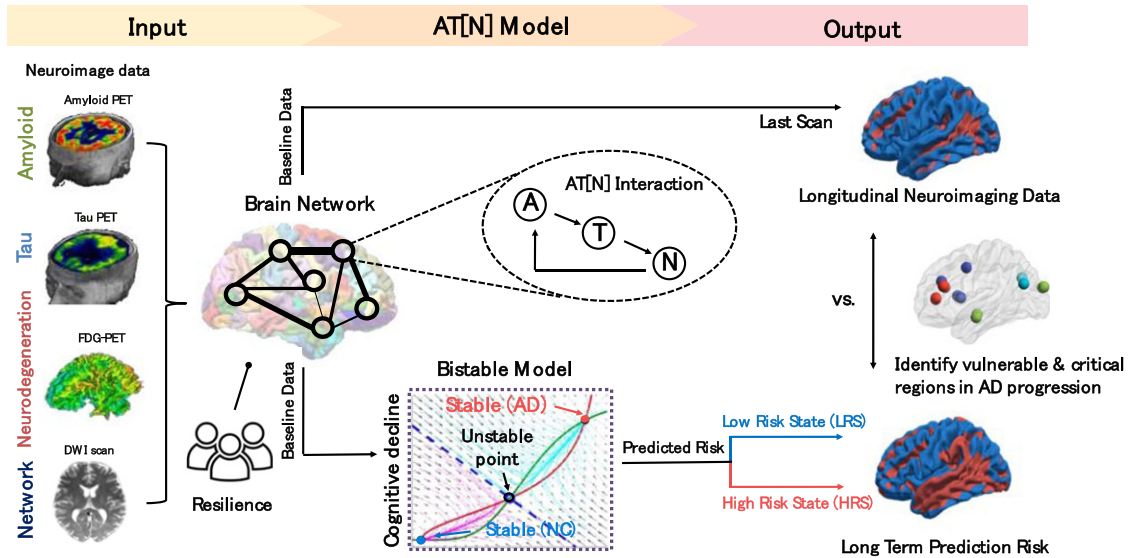 Input
AT[N] Model
Output
Neuroimage data
Amyloid
Amyloid PET
Tau
Tau PET
Neurodegeneration
FDG-PET
Network
DWI scan
Baseline Data
Brain Network
Resilience
Baseline Data
AT[N] Interaction
A
T
N
Last Scan
Longitudinal Neuroimaging Data
vs.
Identify vulnerable & critical
regions in AD progression
Bistable Model
Cognitive decline
Stable (AD)
Unstable
point
Stable (NC)
Predicted Risk
Low Risk State (LRS)
High Risk State (HRS)
Long Term Prediction Risk